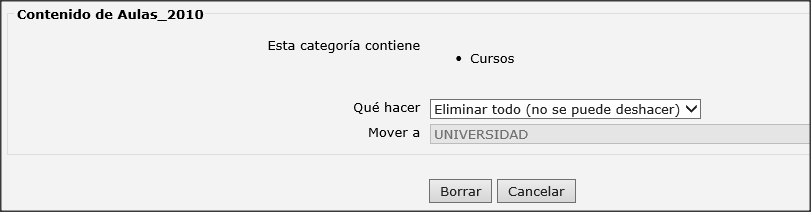 Contenido de Aulas_2010
Esta categoría contiene
• Cursos
Qué hacer Eliminar todo (no se puede deshacer)
Mover a UNIVERSIDAD
Borrar Cancelar